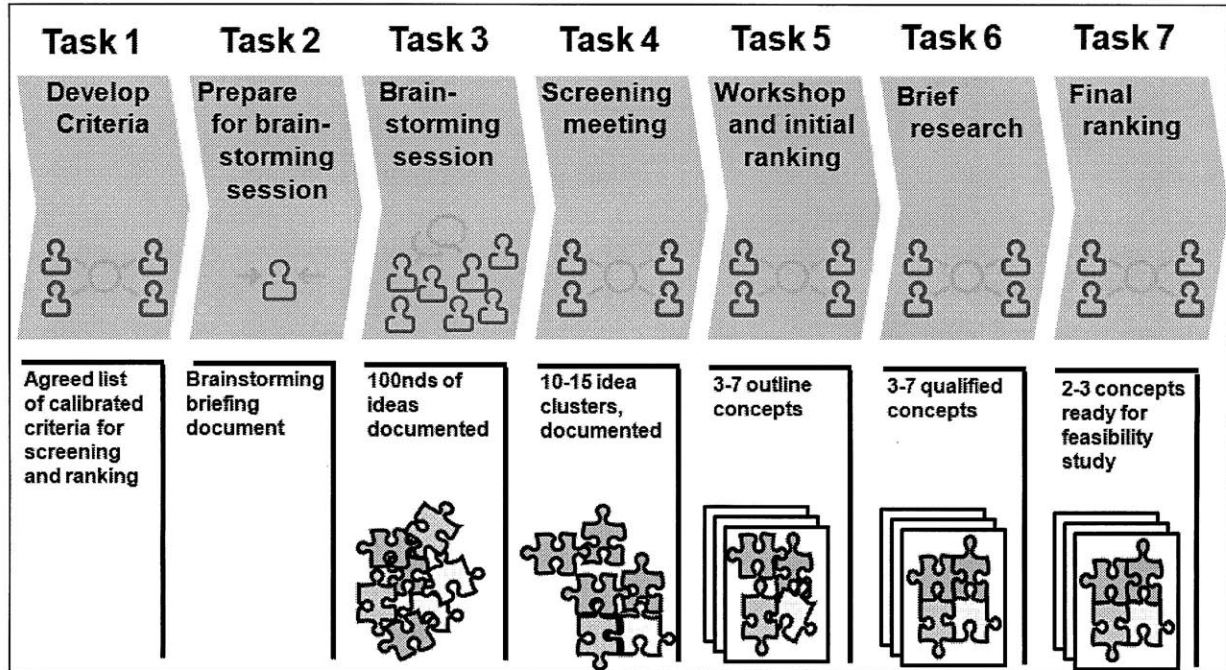 Task 1
Task 2
Task 3
Task 4
Task 5
Task 6
Task 7
Develop
Criteria
Prepare
for brain-
storming
session
Brain-
storming
session
Screening
meeting
Workshop
and initial
ranking
Brief
research
Final
ranking
Agreed list
of calibrated
criteria for
screening
and ranking
Brainstorming
briefing
document
100nds of
ideas
documented
10-15 idea
clusters,
documented
3-7 outline
concepts
3-7 qualified
concepts
2-3 concepts
ready for
feasibility
study